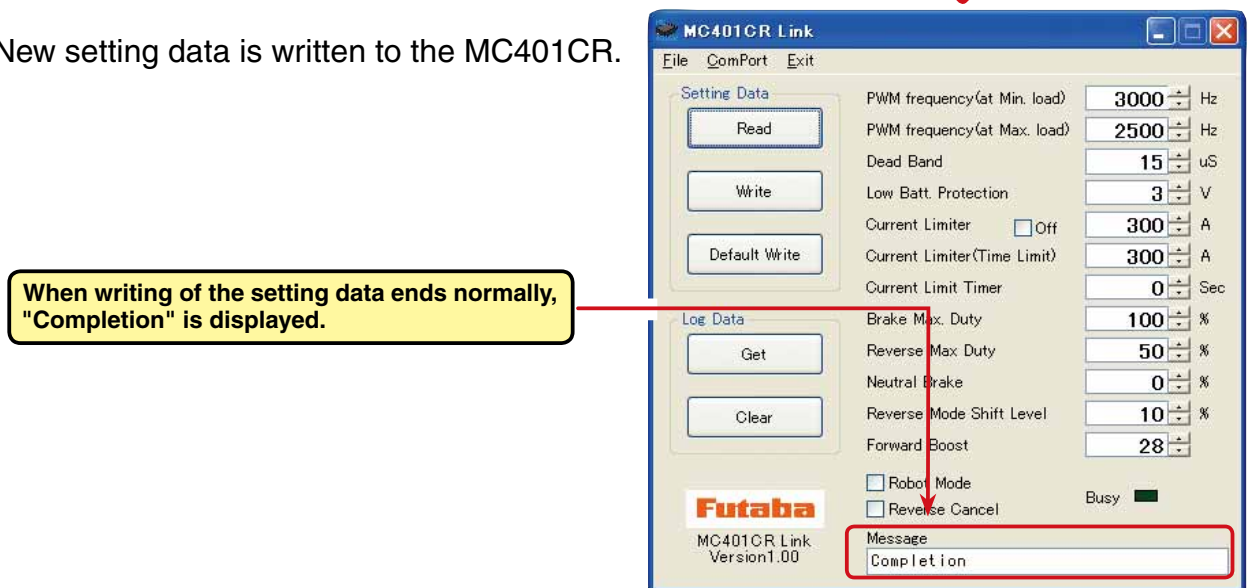 New setting data is written to the MC401CR.
When writing of the setting data ends normally,
"Completion" is displayed.
MC401CR Link
File ComPort Exit
Setting Data
Read
Write
Default Write
Log Data
Get
Clear
Futaba
MC401CR Link
Version1.00
PWM frequency(at Min. load) 3000 Hz
PWM frequency(at Max. load) 2500 Hz
Dead Band 15 uS
Low Batt. Protection 3 V
Current Limiter Off 300 A
Current Limiter(Time Limit) 300 A
Current Limit Timer 0 Sec
Brake Max. Duty 100 %
Reverse Max Duty 50 %
Neutral Brake 0 %
Reverse Mode Shift Level 10 %
Forward Boost 28
Robot Mode
Busy
Reverse Cancel
Message
Completion